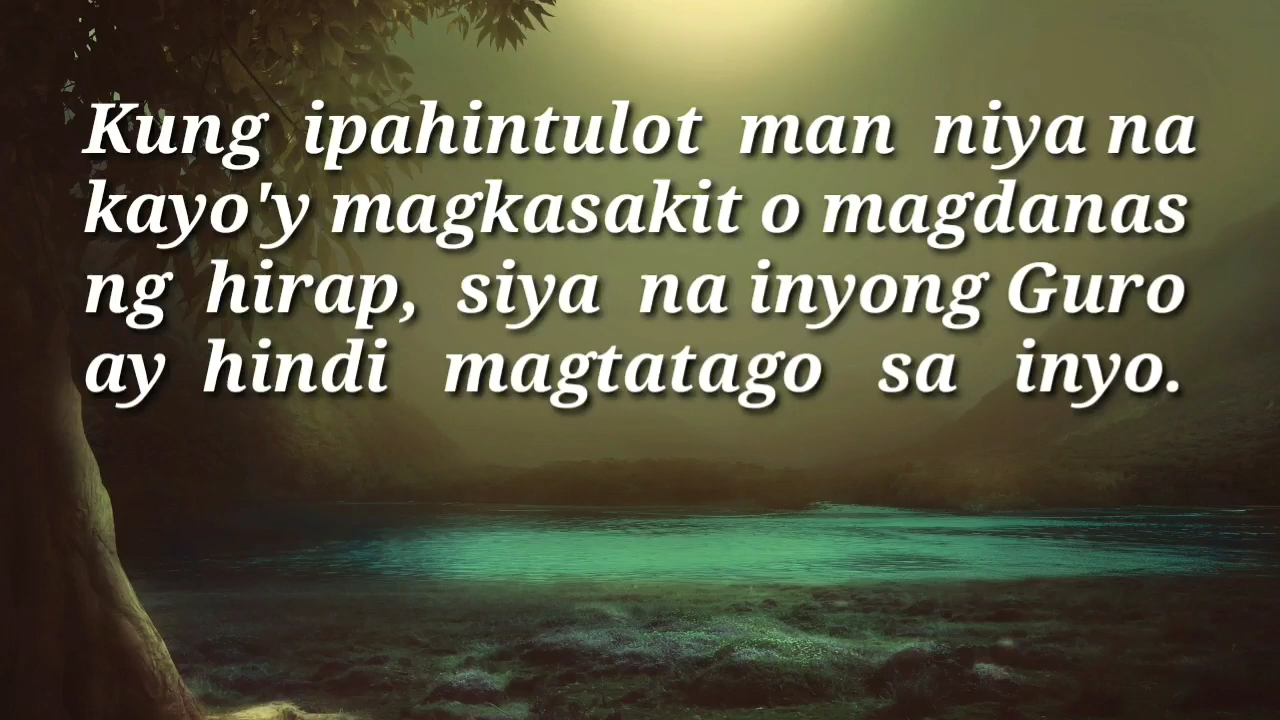 Kung ipahintulot man niya na
kayo'y magkasakit o magdanas
ng hirap, siya na inyong Guro
ay hindi magtatago sa inyo.